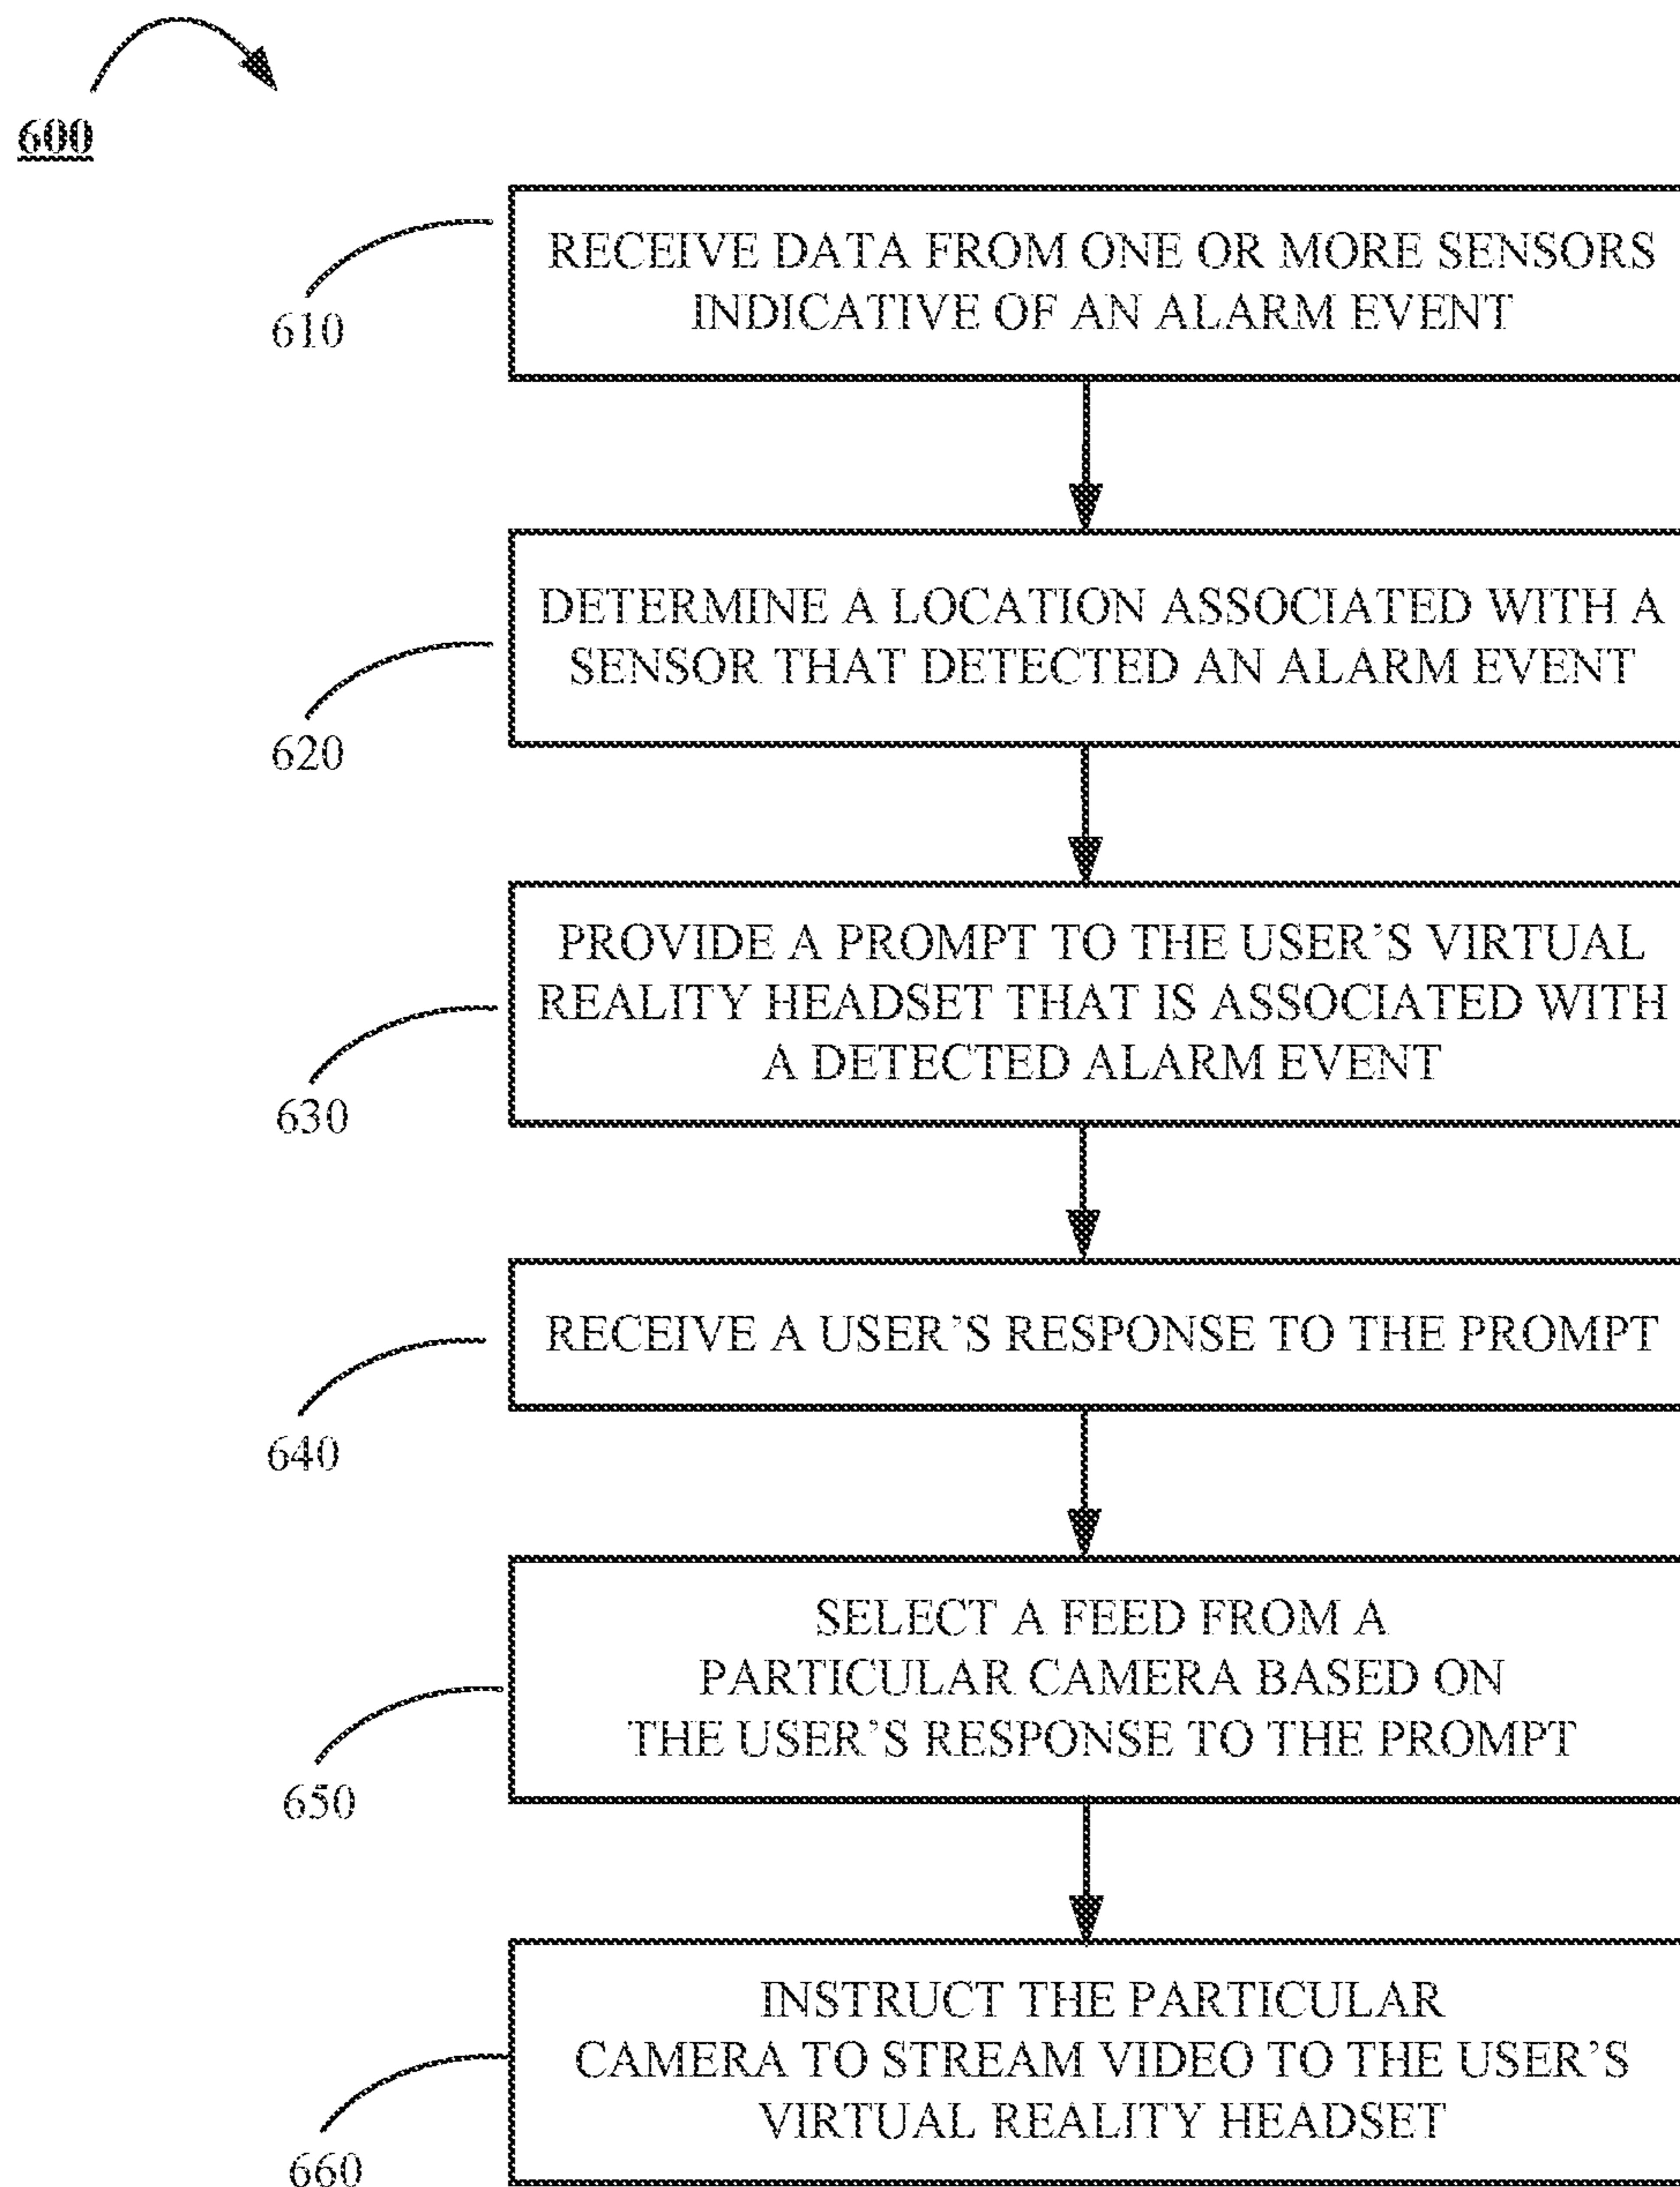 600
RECEIVE DATA FROM ONE OR MORE SENSORS
INDICATIVE OF AN ALARM EVENT
610
DETERMINE A LOCATION ASSOCIATED WITH A
SENSOR THAT DETECTED AN ALARM EVENT
620
PROVIDE A PROMPT TO THE USER’S VIRTUAL
REALITY HEADSET THAT IS ASSOCIATED WITH
A DETECTED ALARM EVENT
630
RECEIVE A USER’S RESPONSE TO THE PROMPT
640
SELECT A FEED FROM A
PARTICULAR CAMERA BASED ON
THE USER’S RESPONSE TO THE PROMPT
650
INSTRUCT THE PARTICULAR
CAMERA TO STREAM VIDEO TO THE USER’S
VIRTUAL REALITY HEADSET
660